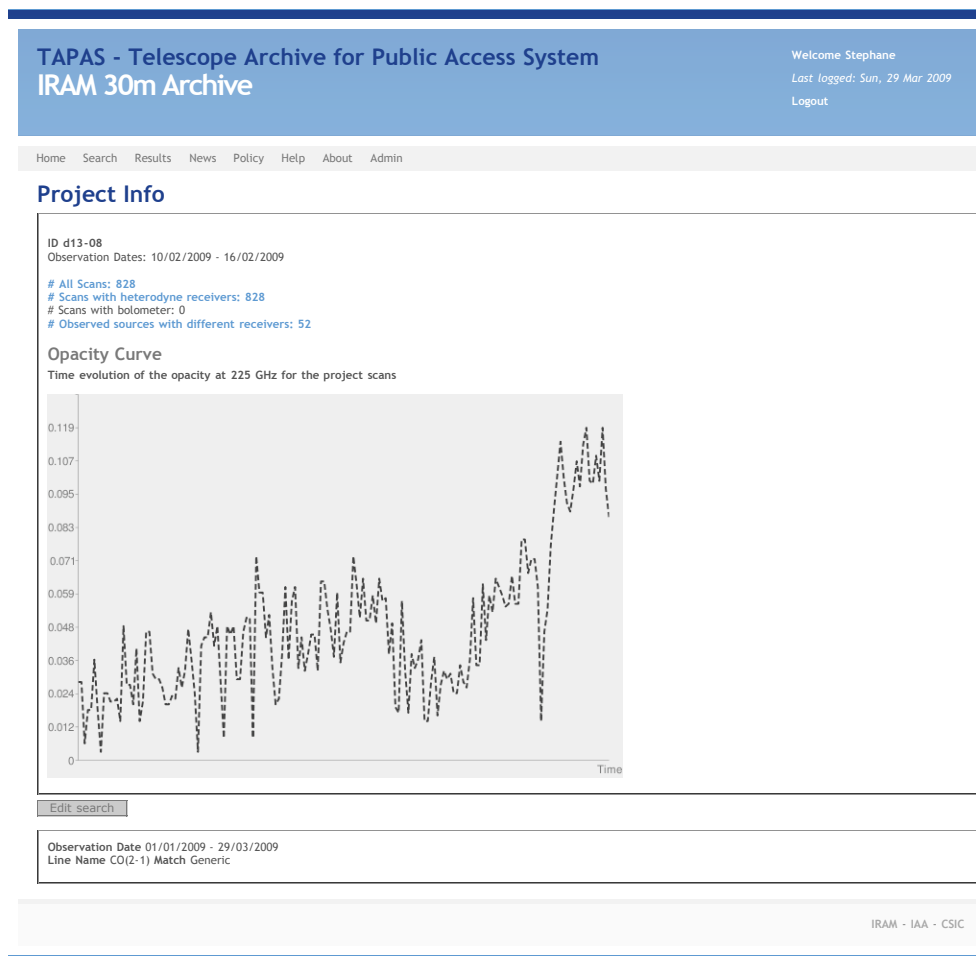 TAPAS - Telescope Archive for Public Access System
IRAM 30m Archive
Welcome Stephane
Last logged: Sun, 29 Mar 2009
Logout
Home Search Results News Policy Help About Admin
Project Info
ID d13-08
Observation Dates: 10/02/2009 - 16/02/2009
# All Scans: 828
# Scans with heterodyne receivers: 828
# Scans with bolometer: 0
# Observed sources with different receivers: 52
Opacity Curve
Time evolution of the opacity at 225 GHz for the project scans
0.119
0.107
0.095
0.083
0.071
0.059
0.048
0.036
0.024
0.012
0
Time
Edit search
Observation Date 01/01/2009 - 29/03/2009
Line Name CO(2-1) Match Generic
IRAM - IAA - CSIC